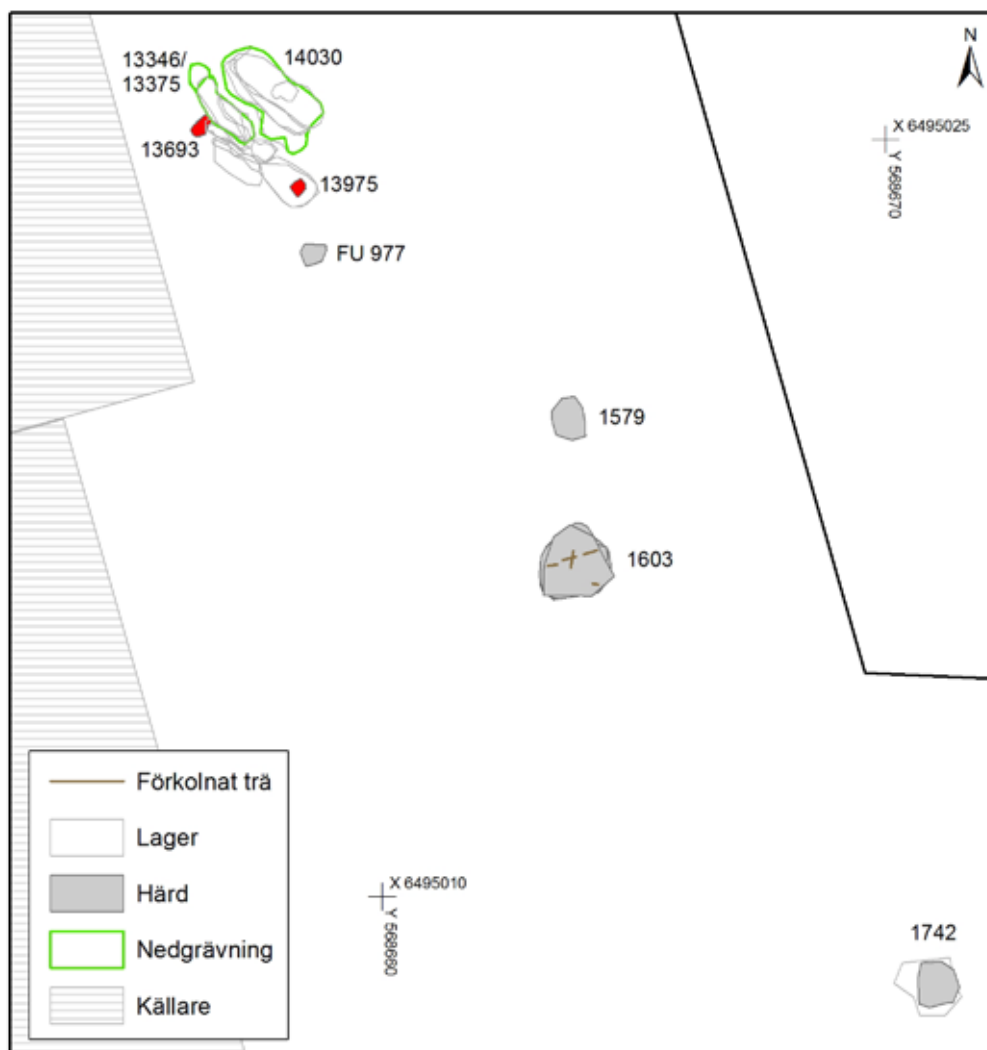 N
13346/
13375
14030
X 6495025
Y 568670
13693
13975
FU 977
1579
1603
Förkolnat trä
Lager
Härd
Nedgrävning
Källare
X 6495010
Y 568660
1742